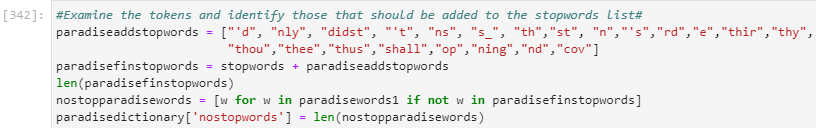 [342]: #Examine the tokens and identify those that should be added to the stopwords list#
paradiseaddstopwords = ["'d", "nly", "didst", "'t", "ns", "s_", "th","st", "n","'s","rd","e","thir","thy",
"thou","thee","thus","shall","op","ning","nd","cov"]
paradisefinstopwords = stopwords + paradiseaddstopwords
len(paradisefinstopwords)
nostopparadisewords = [w for w in paradisewords1 if not w in paradisefinstopwords]
paradisedictionary['nostopwords'] = len(nostopparadisewords)